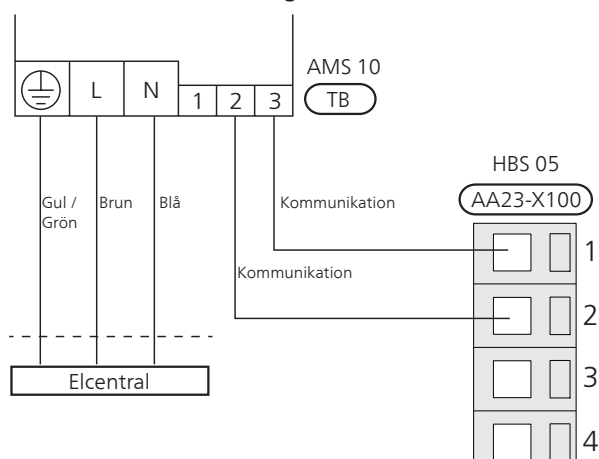 AMS 10
TB
L
N
1
2
3
HBS 05
AA23-X100
Gul /
Grön
Brun
Blå
Kommunikation
Kommunikation
1
2
3
4
Elcentral